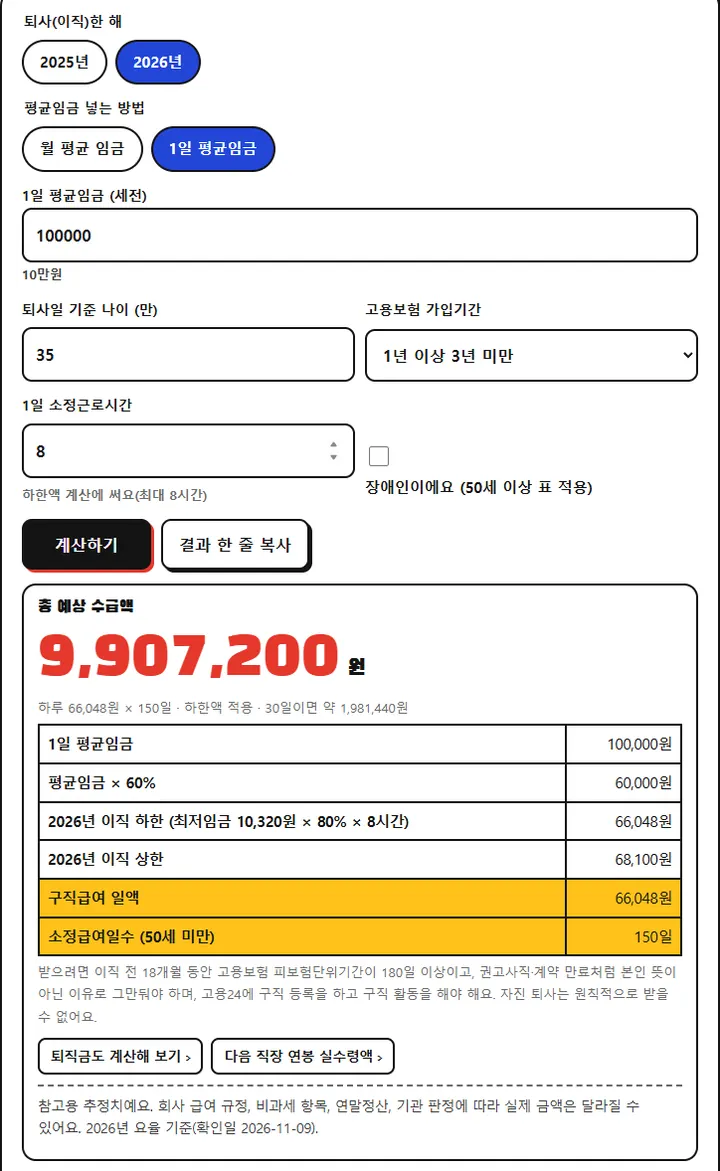 퇴사(이직)한 해
2025년 2026년
평균임금 넣는 방법
월 평균 임금 1일 평균임금
1일 평균임금 (세전)
100000
10만원
퇴사일 기준 나이 (만) 고용보험 가입기간
35 1년 이상 3년 미만
1일 소정근로시간
8
하한액 계산에 써요(최대 8시간) 장애인이에요 (50세 이상 표 적용)
계산하기 결과 한 줄 복사
총 예상 수급액
9,907,200 원
하루 66,048원 × 150일 · 하한액 적용 · 30일이면 약 1,981,440원
1일 평균임금 100,000원
평균임금 × 60% 60,000원
2026년 이직 하한 (최저임금 10,320원 × 80% × 8시간) 66,048원
2026년 이직 상한 68,100원
구직급여 일액 66,048원
소정급여일수 (50세 미만) 150일
받으려면 이직 전 18개월 동안 고용보험 피보험단위기간이 180일 이상이고, 권고사직·계약 만료처럼 본인 뜻이
아닌 이유로 그만둬야 하며, 고용24에 구직 등록을 하고 구직 활동을 해야 해요. 자진 퇴사는 원칙적으로 받을
수 없어요.
퇴직금도 계산해 보기 › 다음 직장 연봉 실수령액 ›
참고용 추정치예요. 회사 급여 규정, 비과세 항목, 연말정산, 기관 판정에 따라 실제 금액은 달라질 수
있어요. 2026년 요율 기준(확인일 2026-11-09).